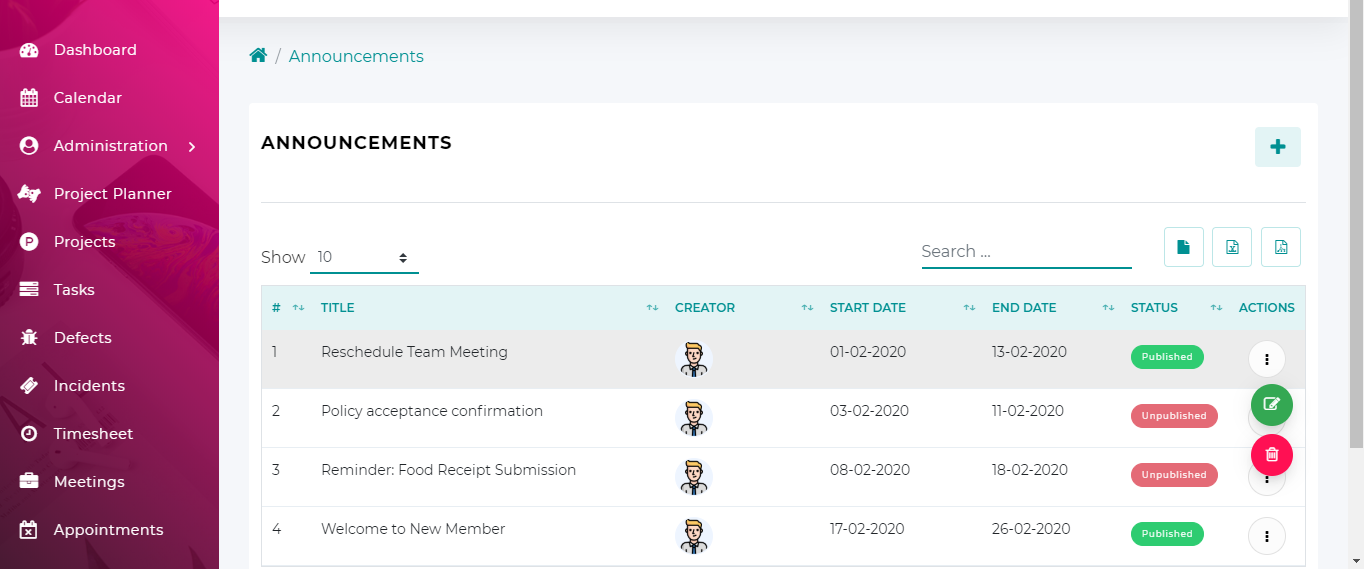 Dashboard
Calendar
Administration
Project Planner
P Projects
Tasks
Defects
Incidents
Timesheet
Meetings
Appointments
/ Announcements
ANNOUNCEMENTS
Show 10
Search ...
# TITLE CREATOR START DATE END DATE STATUS ACTIONS
1 Reschedule Team Meeting 01-02-2020 13-02-2020 Published
2 Policy acceptance confirmation 03-02-2020 11-02-2020 Unpublished
3 Reminder: Food Receipt Submission 08-02-2020 18-02-2020 Unpublished
4 Welcome to New Member 17-02-2020 26-02-2020 Published